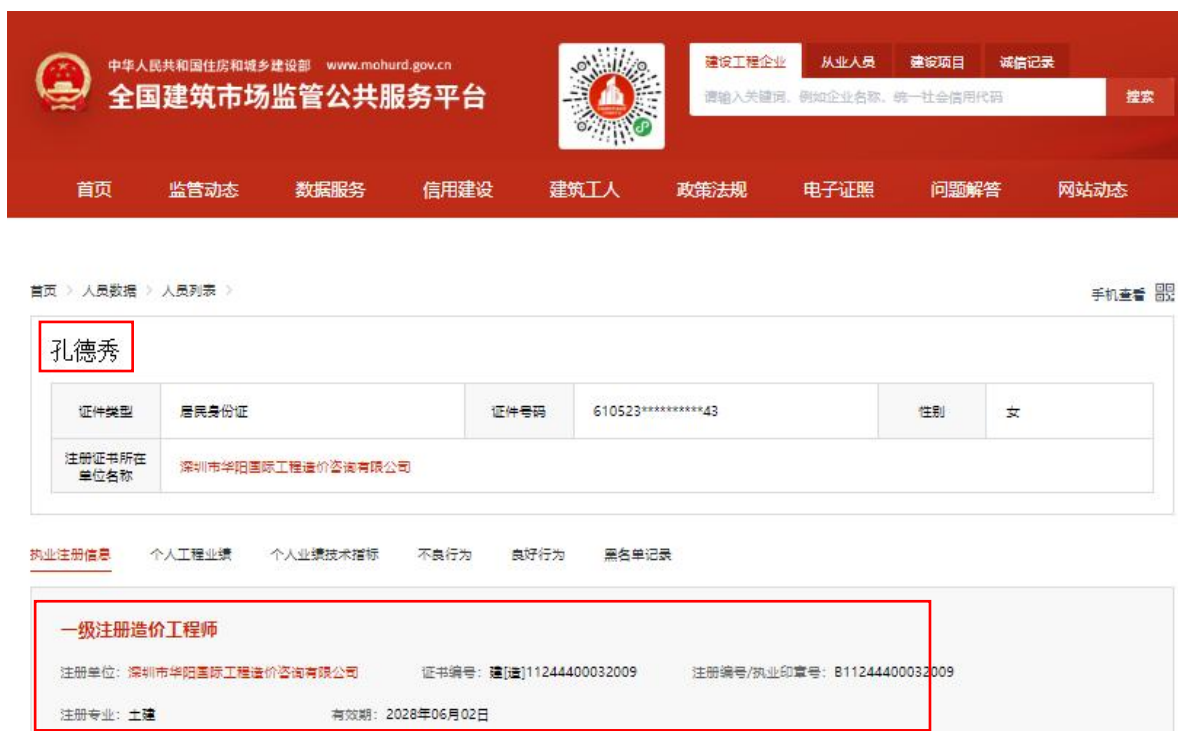 中华人民共和国住房和城乡建设部 www.mohurd.gov.cn
全国建筑市场监管公共服务平台
建设工程企业 从业人员 建设项目 诚信记录
请输入关键词、例如企业名称、统一社会信用代码 搜索
首页 监管动态 数据服务 信用建设 建筑工人 政策法规 电子证照 问题解答 网站动态
首页 > 人员数据 > 人员列表 >
手机查看
孔德秀
证件类型 居民身份证 证件号码 610523**********43 性别 女
注册证书所在
单位名称
深圳市华阳国际工程造价咨询有限公司
执业注册信息 个人工程业绩 个人业绩技术指标 不良行为 良好行为 黑名单记录
一级注册造价工程师
注册单位：深圳市华阳国际工程造价咨询有限公司 证书编号：建[造]11244400032009 注册编号/执业印章号：B11244400032009
注册专业：土建 有效期：2028年06月02日